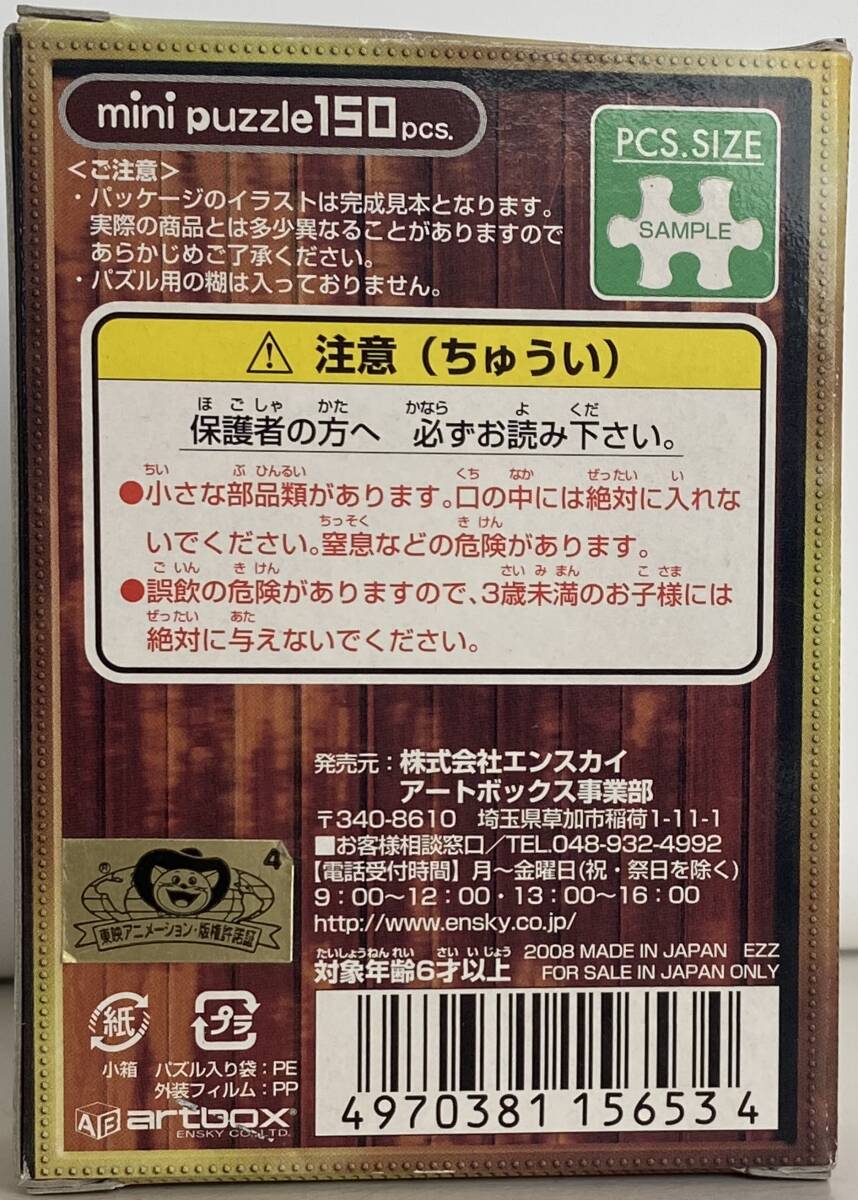 mini puzzle150pcs.
PCS.SIZE
SAMPLE
<ご注意>
・パッケージのイラストは完成見本となります。
実際の商品とは多少異なることがありますので
あらかじめご了承ください。
・パズル用の糊は入っておりません。
⚠ 注意（ちゅうい）
ほ ご しゃ かた かなら よ くだ
保護者の方へ 必ずお読み下さい。
ちい ぶ ひんるい くち なか ぜったい い
●小さな部品類があります。口の中には絶対に入れな
ちっそく き けん
いでください。窒息などの危険があります。
ご いん き けん さい み まん こ さま
●誤飲の危険がありますので、3歳未満のお子様には
ぜったい あた
絶対に与えないでください。
発売元：株式会社エンスカイ
アートボックス事業部
〒340-8610 埼玉県草加市稲荷1-11-1
■お客様相談窓口／TEL.048-932-4992
【電話受付時間】月〜金曜日(祝・祭日を除く)
9：00〜12：00・13：00〜16：00
http://www.ensky.co.jp/
たいしょうねんれい さい い じょう
対象年齢6才以上
2008 MADE IN JAPAN EZZ
FOR SALE IN JAPAN ONLY
4
®
東映アニメーション・版権許諾証
紙
プラ
小箱 パズル入り袋：PE
外装フィルム：PP
AB artbox®
ENSKY CO.,LTD.
4970381156534